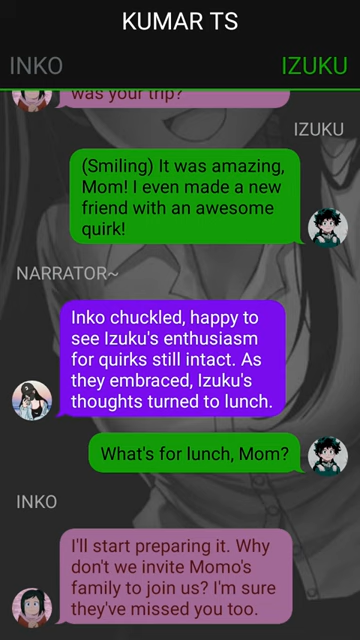 KUMAR TS
INKO
IZUKU
was your trip?
IZUKU
(Smiling) It was amazing,
Mom! I even made a new
friend with an awesome
quirk!
NARRATOR~
Inko chuckled, happy to
see Izuku's enthusiasm
for quirks still intact. As
they embraced, Izuku's
thoughts turned to lunch.
What's for lunch, Mom?
INKO
I'll start preparing it. Why
don't we invite Momo's
family to join us? I'm sure
they've missed you too.